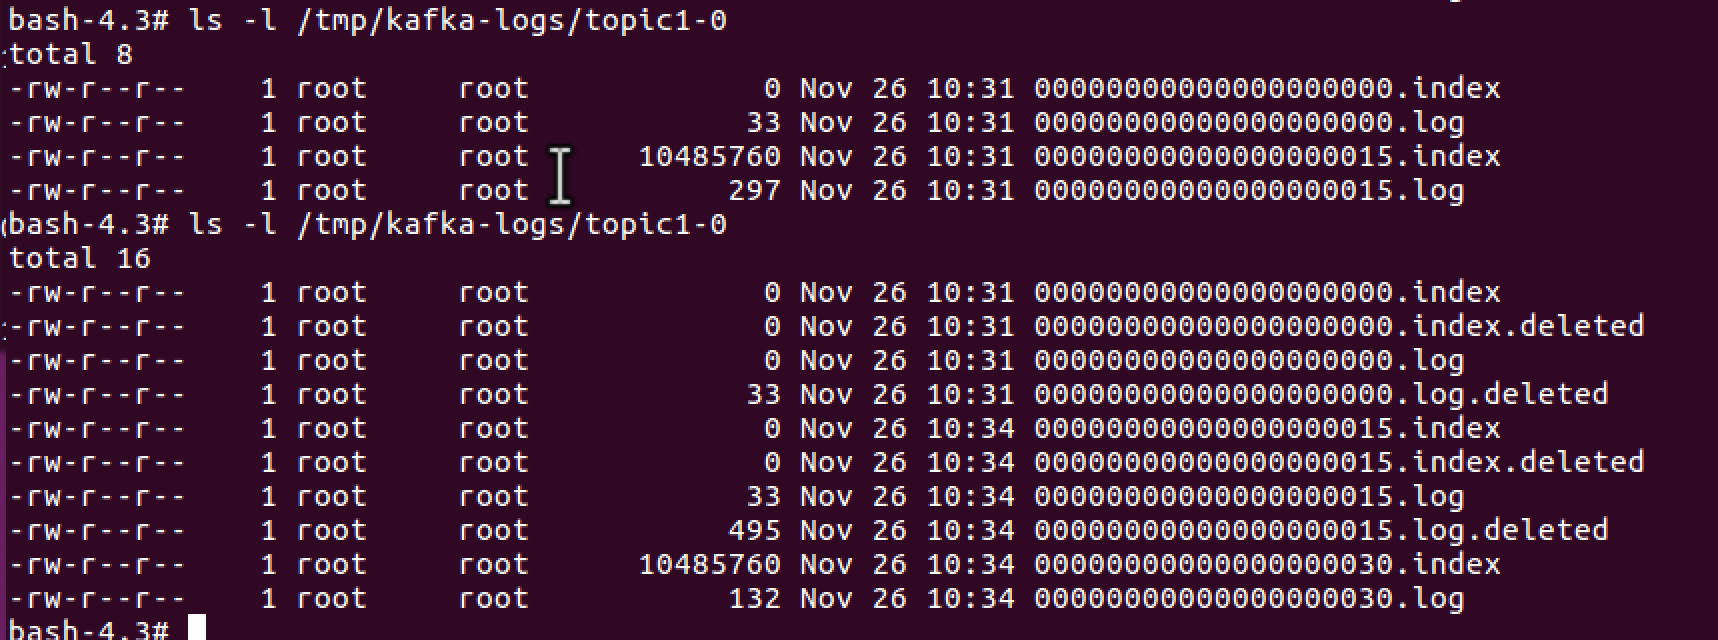 bash-4.3# ls -l /tmp/kafka-logs/topic1-0
total 8
-rw-r--r--    1 root     root             0 Nov 26 10:31 00000000000000000000.index
-rw-r--r--    1 root     root            33 Nov 26 10:31 00000000000000000000.log
-rw-r--r--    1 root     root      10485760 Nov 26 10:31 00000000000000000015.index
-rw-r--r--    1 root     root           297 Nov 26 10:31 00000000000000000015.log
bash-4.3# ls -l /tmp/kafka-logs/topic1-0
total 16
-rw-r--r--    1 root     root             0 Nov 26 10:31 00000000000000000000.index
-rw-r--r--    1 root     root             0 Nov 26 10:31 00000000000000000000.index.deleted
-rw-r--r--    1 root     root             0 Nov 26 10:31 00000000000000000000.log
-rw-r--r--    1 root     root            33 Nov 26 10:31 00000000000000000000.log.deleted
-rw-r--r--    1 root     root             0 Nov 26 10:34 00000000000000000015.index
-rw-r--r--    1 root     root             0 Nov 26 10:34 00000000000000000015.index.deleted
-rw-r--r--    1 root     root            33 Nov 26 10:34 00000000000000000015.log
-rw-r--r--    1 root     root           495 Nov 26 10:34 00000000000000000015.log.deleted
-rw-r--r--    1 root     root      10485760 Nov 26 10:34 00000000000000000030.index
-rw-r--r--    1 root     root           132 Nov 26 10:34 00000000000000000030.log
bash-4.3#